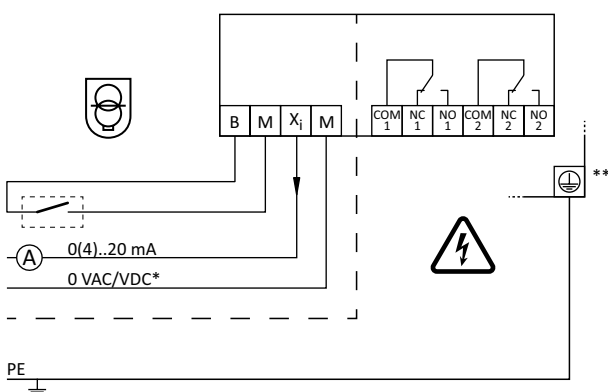 B M Xi M COM 1 NC 1 NO 1 COM 2 NC 2 NO 2
**
0(4)..20 mA
A
0 VAC/VDC*
PE